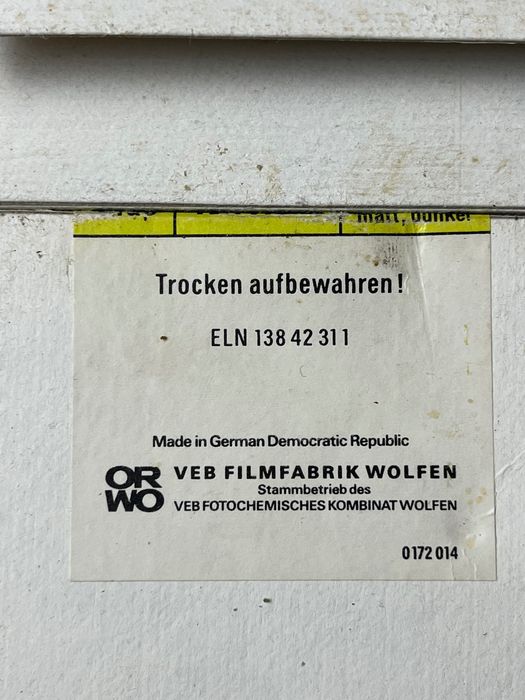 matt, dunkel
Trocken aufbewahren!
ELN 138 42 311
Made in German Democratic Republic
ORWO VEB FILMFABRIK WOLFEN
Stammbetrieb des
VEB FOTOCHEMISCHES KOMBINAT WOLFEN
0172 014